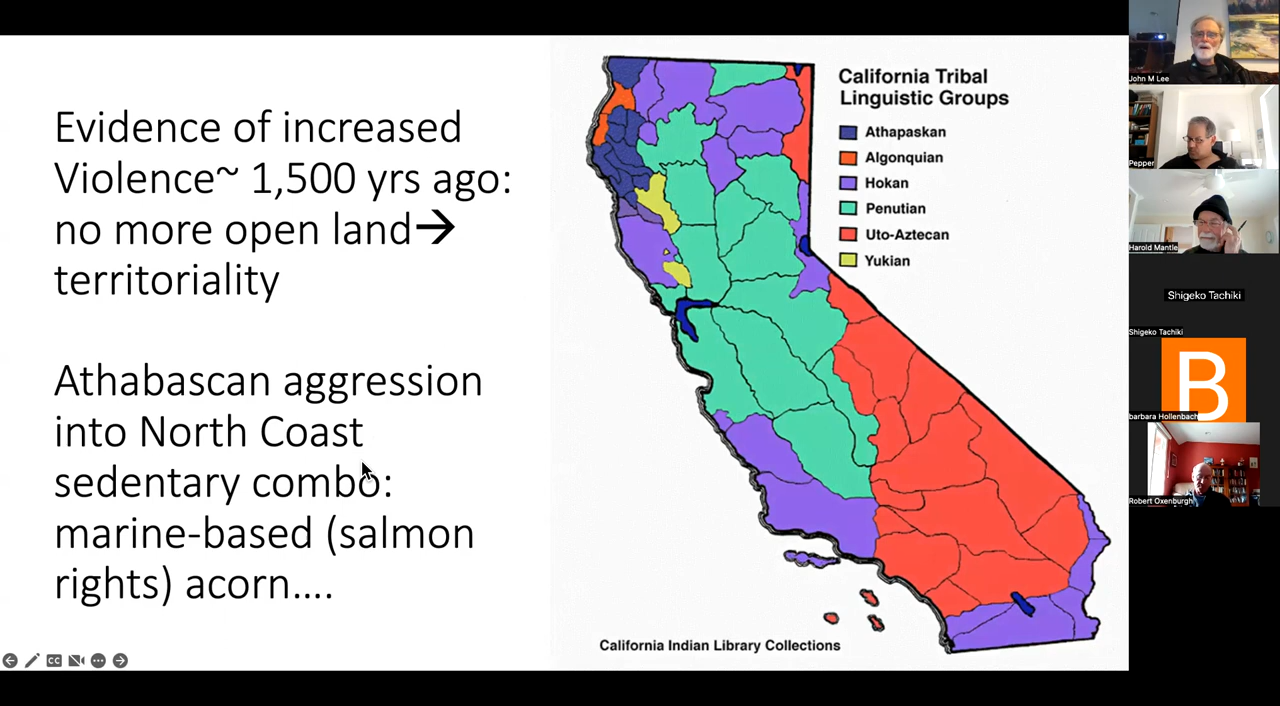 Evidence of increased
Violence~ 1,500 yrs ago:
no more open land→
territoriality
Athabascan aggression
into North Coast
sedentary combo:
marine-based (salmon
rights) acorn....
California Tribal
Linguistic Groups
Athapaskan
Algonquian
Hokan
Penutian
Uto-Aztecan
Yukian
California Indian Library Collections
CC
John M Lee
Pepper
Harold Mantle
Shigeko Tachiki
Shigeko Tachiki
B
barbara Hollenbach
Robert Oxenburgh